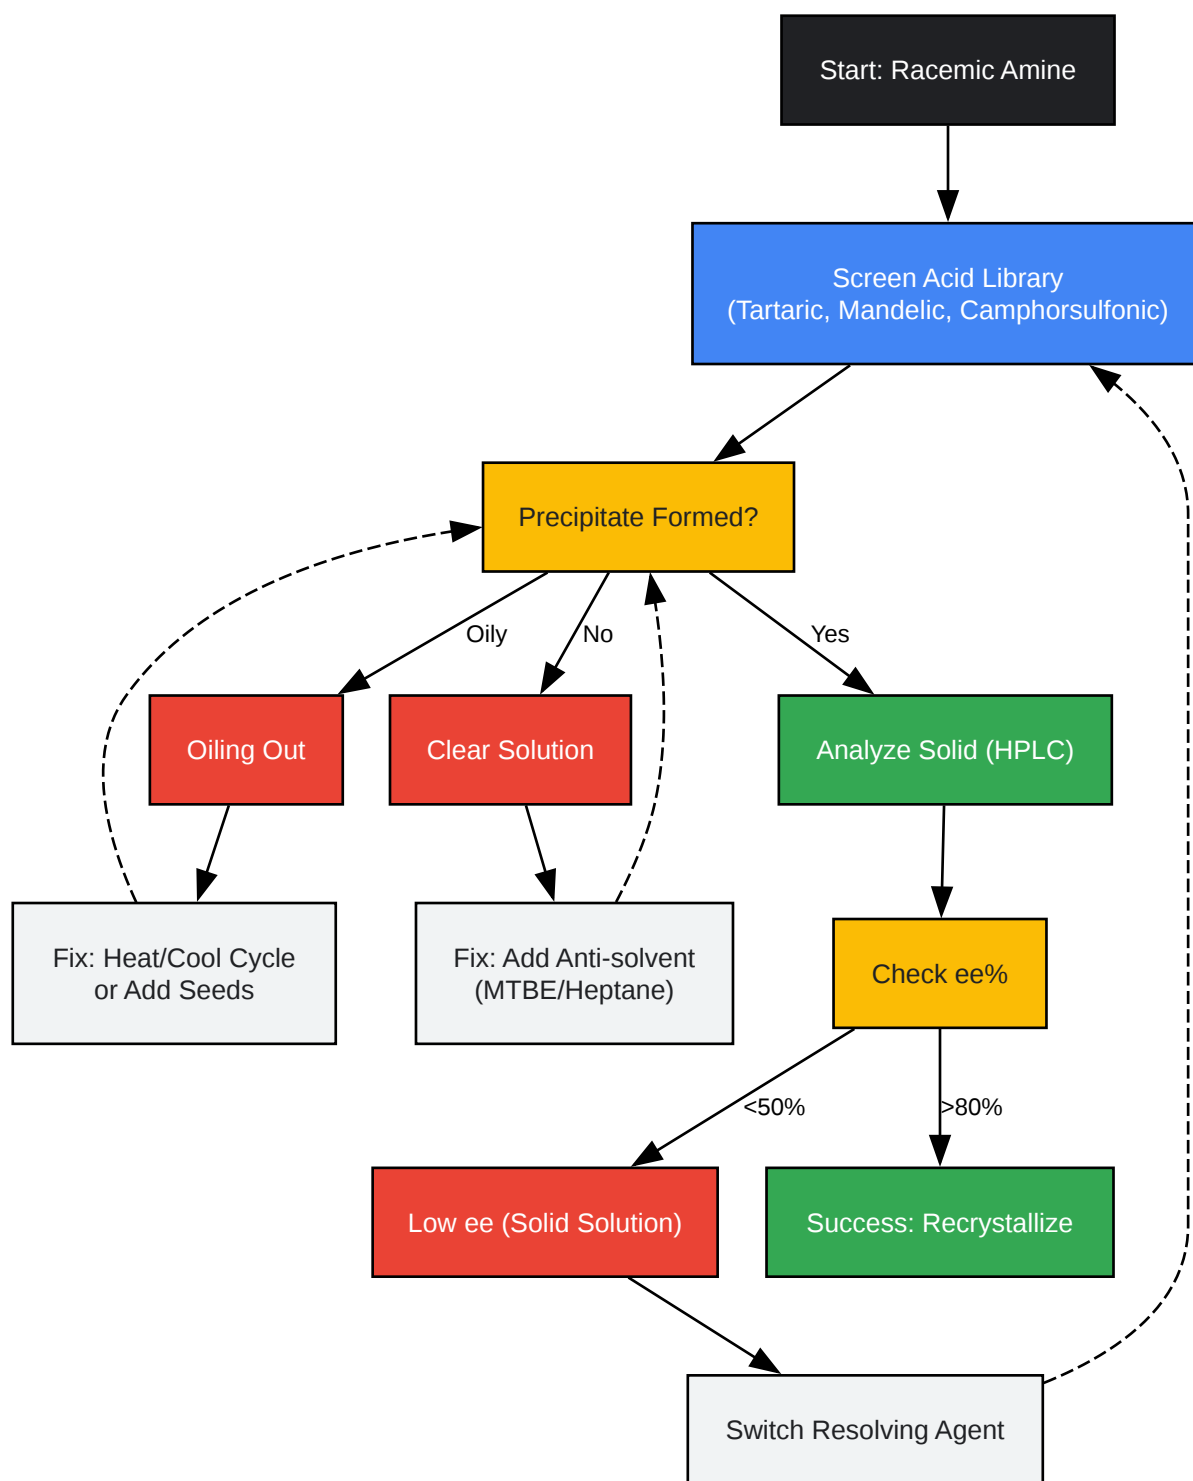 Start: Racemic Amine
Screen Acid Library
(Tartaric, Mandelic, Camphorsulfonic)
Precipitate Formed?
Oily
No
Yes
Oiling Out
Clear Solution
Analyze Solid (HPLC)
Fix: Heat/Cool Cycle
or Add Seeds
Fix: Add Anti-solvent
(MTBE/Heptane)
Check ee%
<50%
>80%
Low ee (Solid Solution)
Success: Recrystallize
Switch Resolving Agent